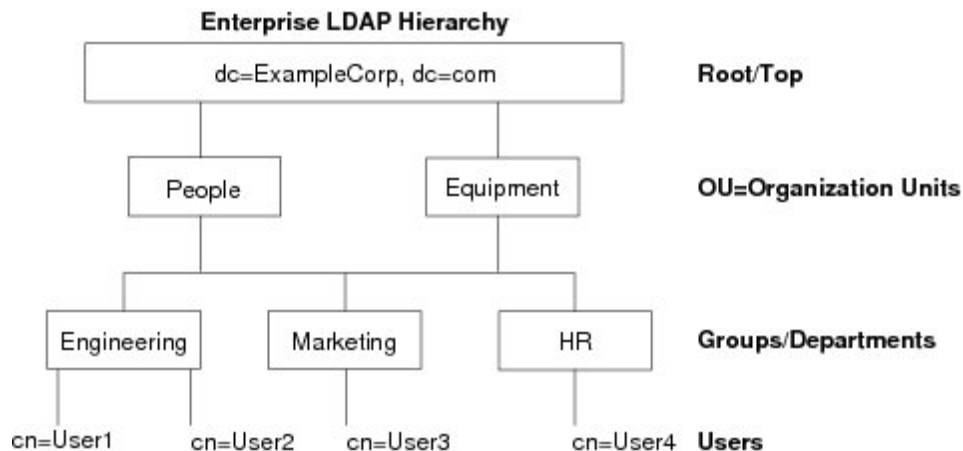 Enterprise LDAP Hierarchy
dc=ExampleCorp, dc=com
Root/Top
People
Equipment
OU=Organization Units
Engineering
Marketing
HR
Groups/Departments
cn=User1
cn=User2
cn=User3
cn=User4
Users